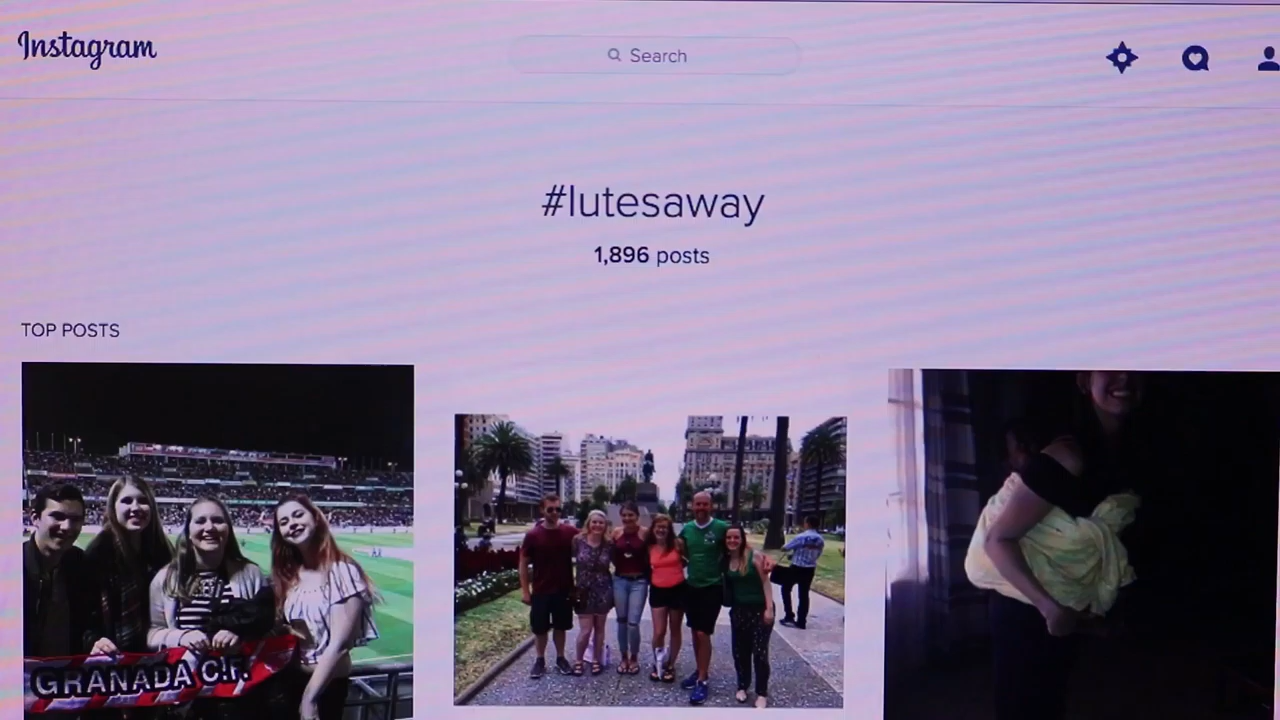 Instagram
Search
#lutesaway
1,896 posts
TOP POSTS
GRANADA C.F.